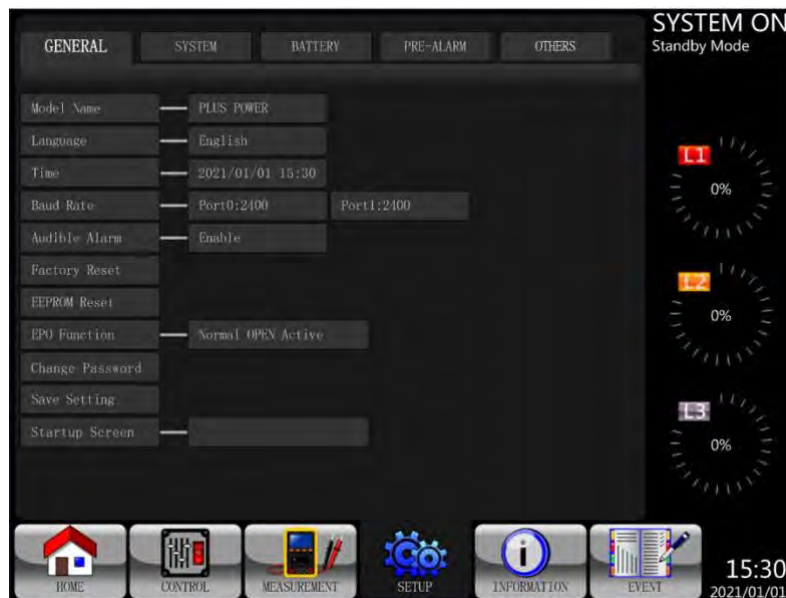 SYSTEM ON
Standby Mode
GENERAL SYSTEM BATTERY PRE-ALARM OTHERS
Model Name PLUS POWER
Language English
Time 2021/01/01 15:30
Baud Rate Port0:2400 Port1:2400
Audible Alarm Enable
Factory Reset
EEPROM Reset
EPO Function Normal OPEN Active
Change Password
Save Setting
Startup Screen
L1
0%
L2
0%
L3
0%
HOME CONTROL MEASUREMENT SETUP INFORMATION EVENT
15:30
2021/01/01